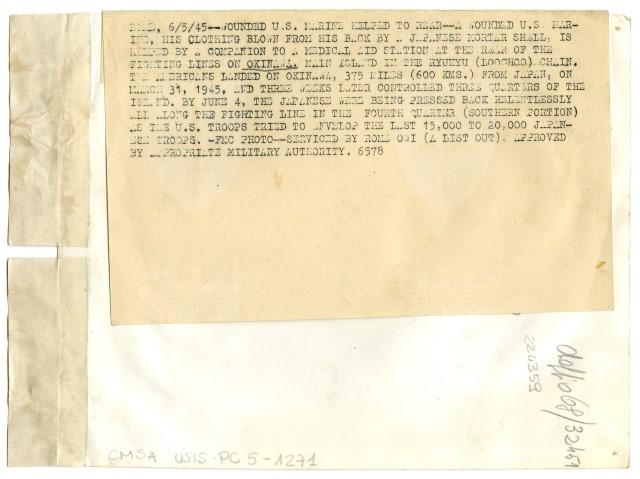 ROME, 6/5/45--WOUNDED U.S. MARINE HELPED TO REAR--A WOUNDED U.S. MAR-
INE, HIS CLOTHING BLOWN FROM HIS BACK BY A JAPANESE MORTAR SHELL, IS
HELPED BY A COMPANION TO A MEDICAL AID STATION AT THE REAR OF THE
FIGHTING LINES ON OKINAWA, MAIN ISLAND IN THE RYUKYU (LOOCHOO) CHAIN.
THE AMERICANS LANDED ON OKINAWA, 375 MILES (600 KMS.) FROM JAPAN, ON
MARCH 31, 1945, AND THREE WEEKS LATER CONTROLLED THREE QUARTERS OF THE
ISLAND. BY JUNE 4, THE JAPANESE WERE BEING PRESSED BACK RELENTLESSLY
ALL ALONG THE FIGHTING LINE IN THE FOURTH QUARTER (SOUTHERN PORTION)
AS THE U.S. TROOPS TRIED TO ENVELOP THE LAST 15,000 TO 20,000 JAPAN-
ESE TROOPS. -FMC PHOTO--SERVICED BY ROME OWI (A LIST OUT). APPROVED
BY APPROPRIATE MILITARY AUTHORITY. 6578
224359
CMSA USIS-PC 5-1271